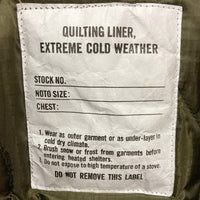 QUILTING LINER,
EXTREME COLD WEATHER
STOCK NO.
NOTO SIZE:
CHEST:
1. Wear as outer garment or as under-layer in
cold dry climate.
2. Brush snow or frost from garments before
entering heated shelters.
3. Do not expose to high temperature of a stove.
DO NOT REMOVE THIS LABEL